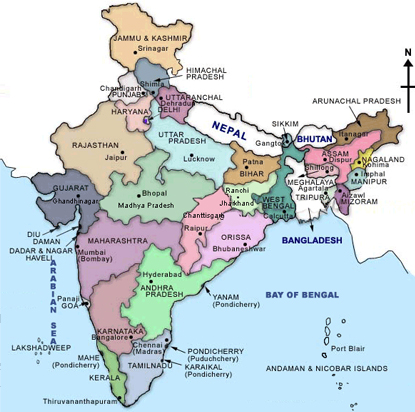 JAMMU & KASHMIR
Srinagar
N
HIMACHAL
PRADESH
Shimla
Chandigarh
(PUNJAB)
UTTARANCHAL
Dehradun
HARYANA
DELHI
ARUNACHAL PRADESH
SIKKIM
NEPAL
BHUTAN
Itanagar
Gangtok
RAJASTHAN
Jaipur
UTTAR
PRADESH
Lucknow
ASSAM
Dispur
NAGALAND
Kohima
Shillong
MEGHALAYA
Imphal
MANIPUR
Agartala
TRIPURA
Aizawl
MIZORAM
Patna
BIHAR
GUJARAT
Ghandhinagar
Bhopal
Madhya Pradesh
Ranchi
Jharkhand
WEST
BENGAL
Calcutta
Chhattisgarh
Raipur
DIU
DAMAN
DADAR & NAGAR
HAVELI
MAHARASHTRA
Mumbai
(Bombay)
ORISSA
Bhubaneshwar
BANGLADESH
ARABIAN SEA
Hyderabad
ANDHRA
PRADESH
YANAM
(Pondicherry)
BAY OF BENGAL
Panaji
GOA
KARNATAKA
Bangalore
Chennai
(Madras)
LAKSHADWEEP
MAHE
(Pondicherry)
PONDICHERRY
(Puducherry)
KARAIKAL
(Pondicherry)
TAMILNADU
KERALA
Thiruvananthapuram
Port Blair
ANDAMAN & NICOBAR ISLANDS